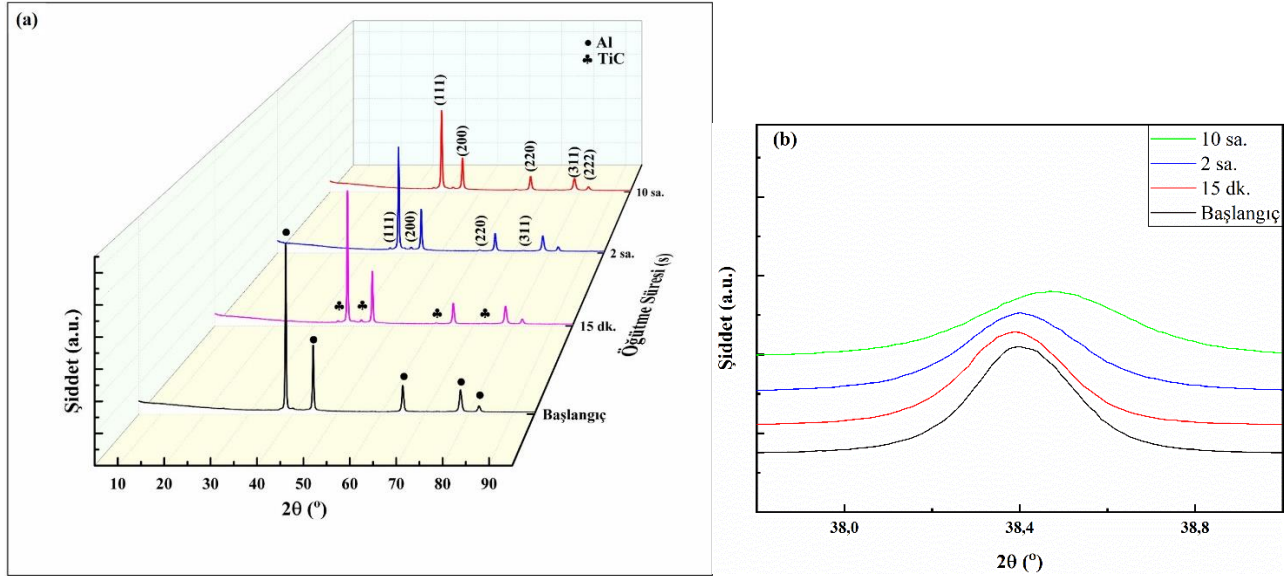 (a)
● Al
♣ TiC
(111)
(200)
(220)
(311)
(222)
10 sa.
(111)
(200)
(220)
(311)
2 sa.
15 dk.
Başlangıç
Öğütme Süresi (s)
Şiddet (a.u.)
10 20 30 40 50 60 70 80 90
2θ (°)
(b)
10 sa.
2 sa.
15 dk.
Başlangıç
Şiddet (a.u.)
38,0 38,4 38,8
2θ (°)